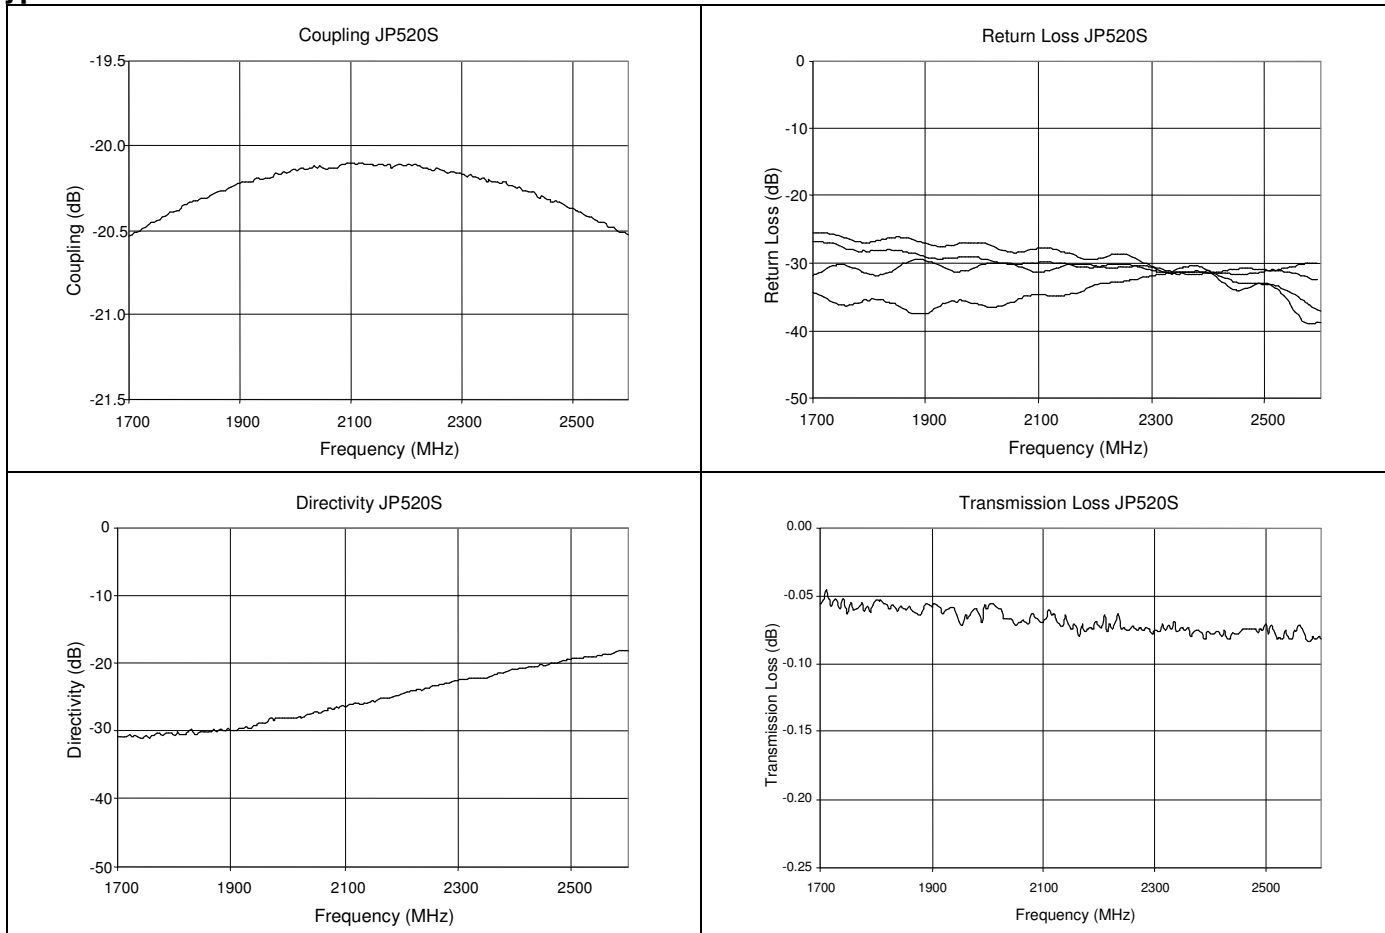 Coupling JP520S
-19.5
-20.0
-20.5
-21.0
-21.5
Coupling (dB)
1700 1900 2100 2300 2500
Frequency (MHz)
Return Loss JP520S
0
-10
-20
-30
-40
-50
Return Loss (dB)
1700 1900 2100 2300 2500
Frequency (MHz)
Directivity JP520S
0
-10
-20
-30
-40
-50
Directivity (dB)
1700 1900 2100 2300 2500
Frequency (MHz)
Transmission Loss JP520S
0.00
-0.05
-0.10
-0.15
-0.20
-0.25
Transmission Loss (dB)
1700 1900 2100 2300 2500
Frequency (MHz)